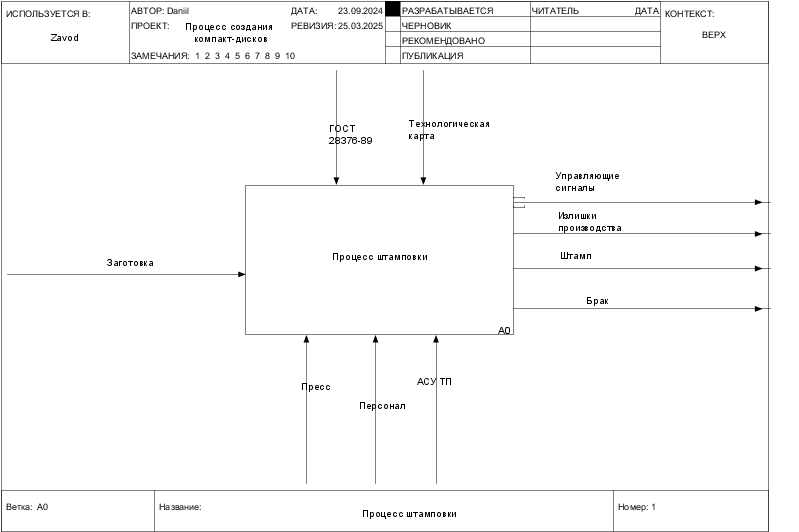 ИСПОЛЬЗУЕТСЯ В:
Zavod
АВТОР: Daniil
ДАТА: 23.09.2024
ПРОЕКТ: Процесс создания
компакт-дисков
РЕВИЗИЯ: 25.03.2025
ЗАМЕЧАНИЯ: 1 2 3 4 5 6 7 8 9 10
РАЗРАБАТЫВАЕТСЯ
ЧЕРНОВИК
РЕКОМЕНДОВАНО
ПУБЛИКАЦИЯ
ЧИТАТЕЛЬ ДАТА
КОНТЕКСТ:
ВЕРХ
ГОСТ
28376-89
Технологическая
карта
Управляющие
сигналы
Излишки
производства
Заготовка
Процесс штамповки
Штамп
Брак
A0
Пресс
Персонал
АСУ ТП
Ветка: A0
Название:
Процесс штамповки
Номер: 1